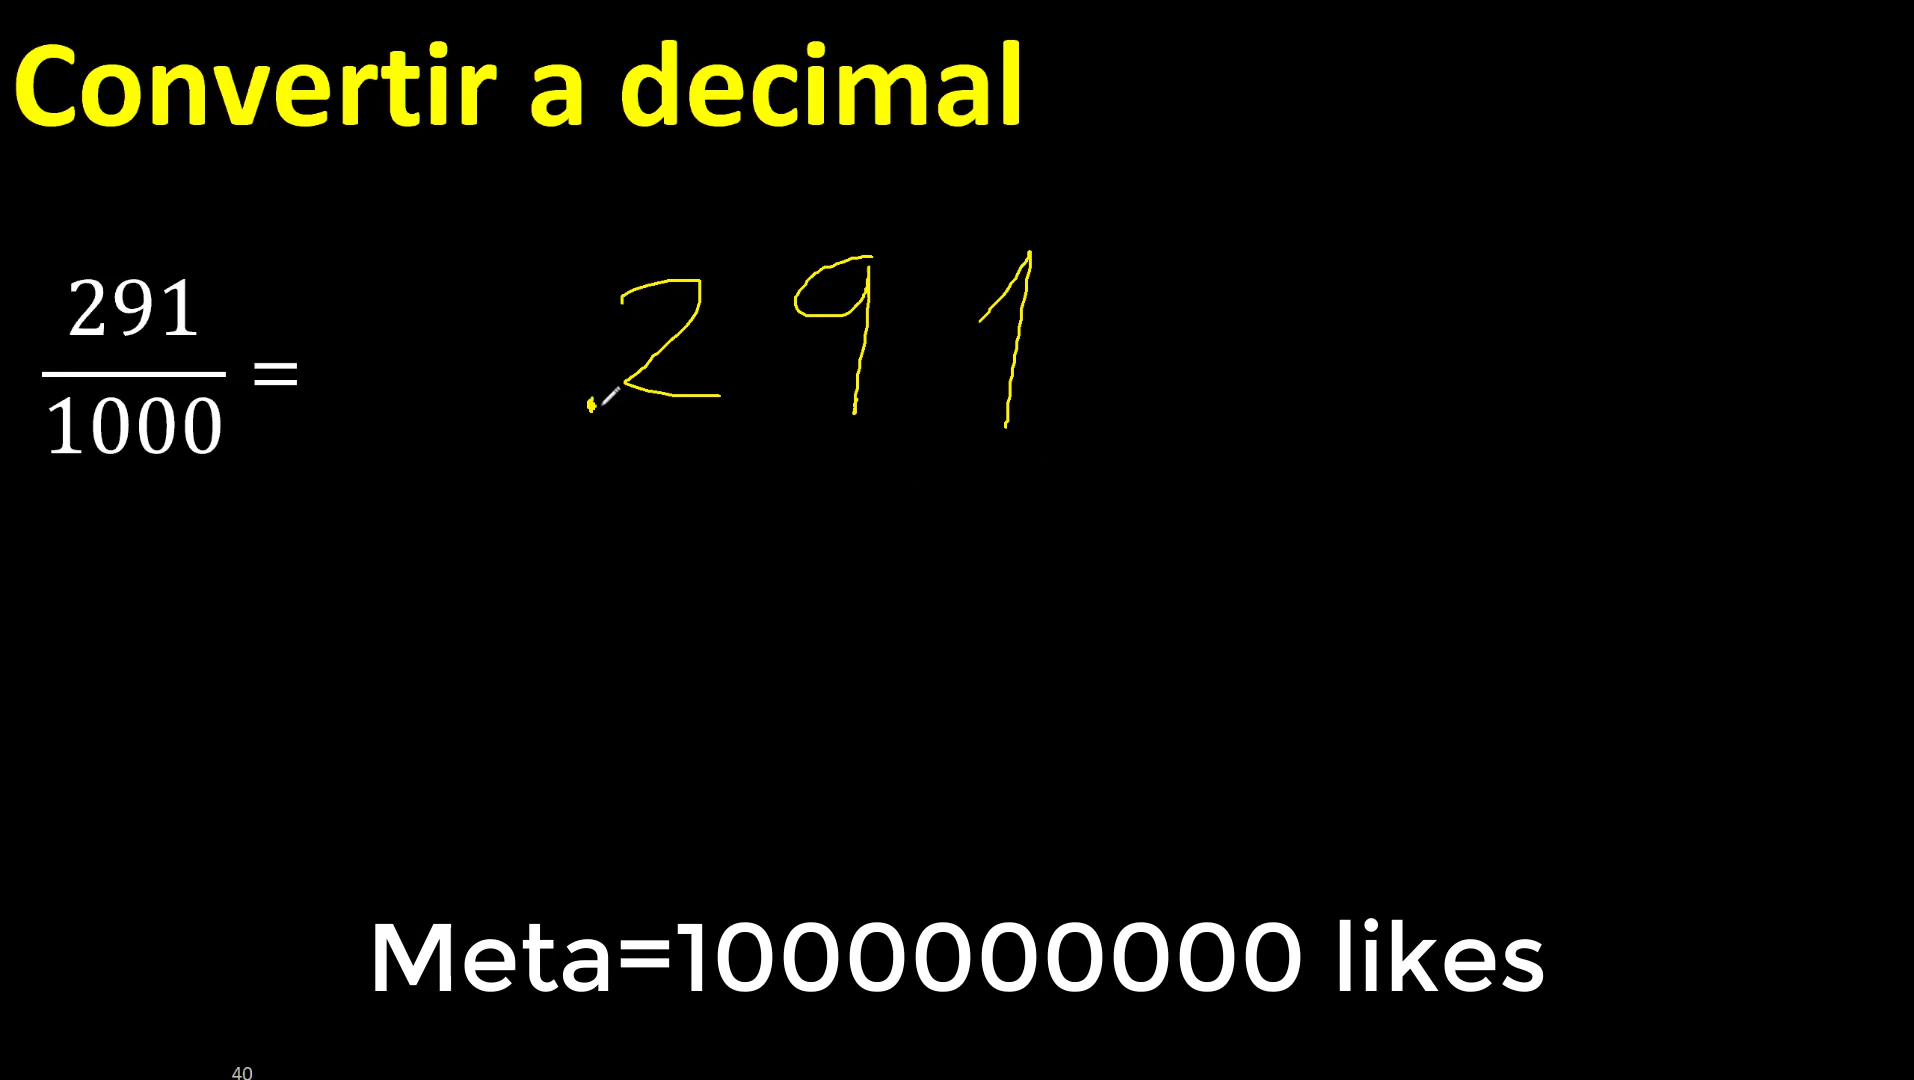 Convertir a decimal
291
1000
=
.291
Meta=1000000000 likes
40